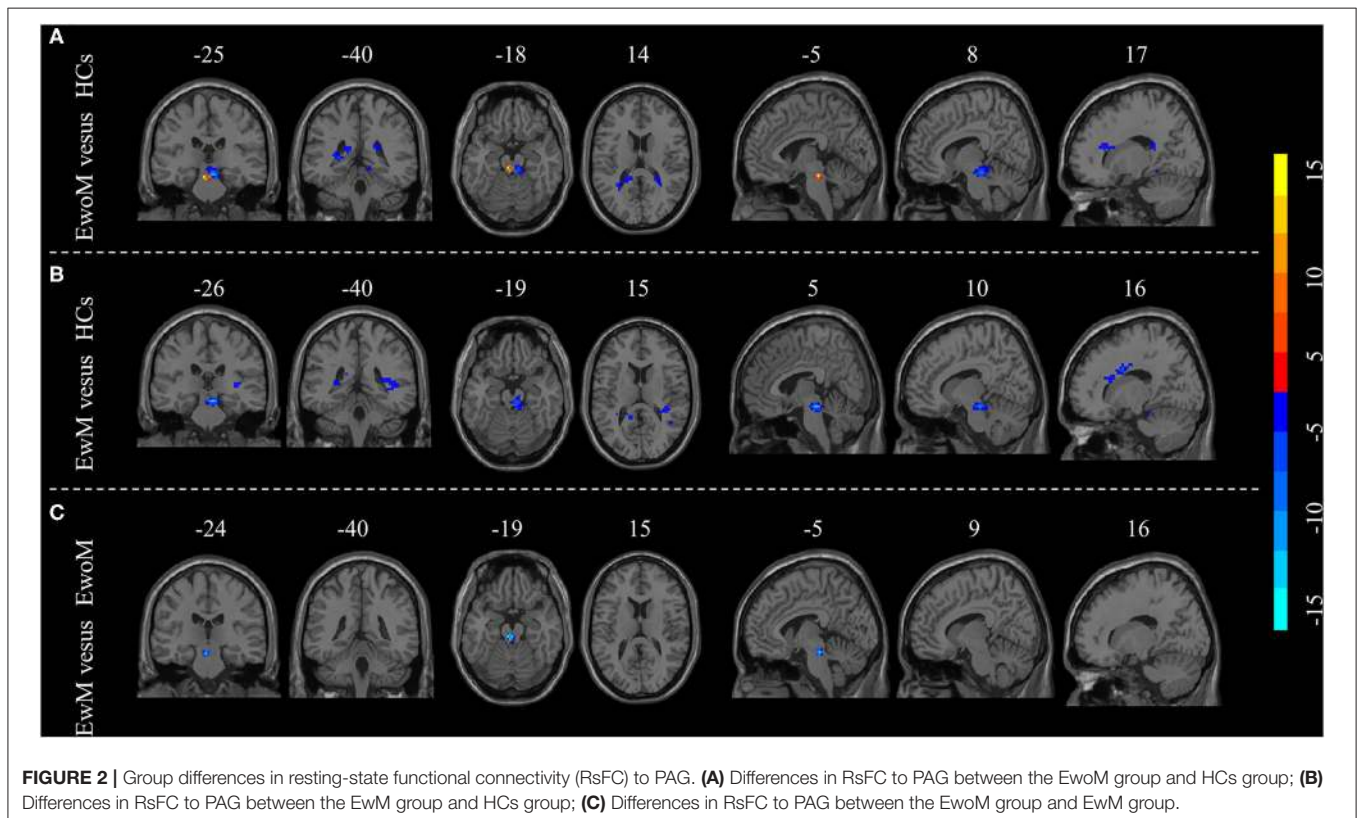 A
EwoM vesus HCs
-25 -40 -18 14 -5 8 17
B
EwM vesus HCs
-26 -40 -19 15 5 10 16
C
EwM vesus EwoM
-24 -40 -19 15 -5 9 16
15
10
5
-5
-10
-15
FIGURE 2 | Group differences in resting-state functional connectivity (RsFC) to PAG. (A) Differences in RsFC to PAG between the EwoM group and HCs group; (B)
Differences in RsFC to PAG between the EwM group and HCs group; (C) Differences in RsFC to PAG between the EwoM group and EwM group.